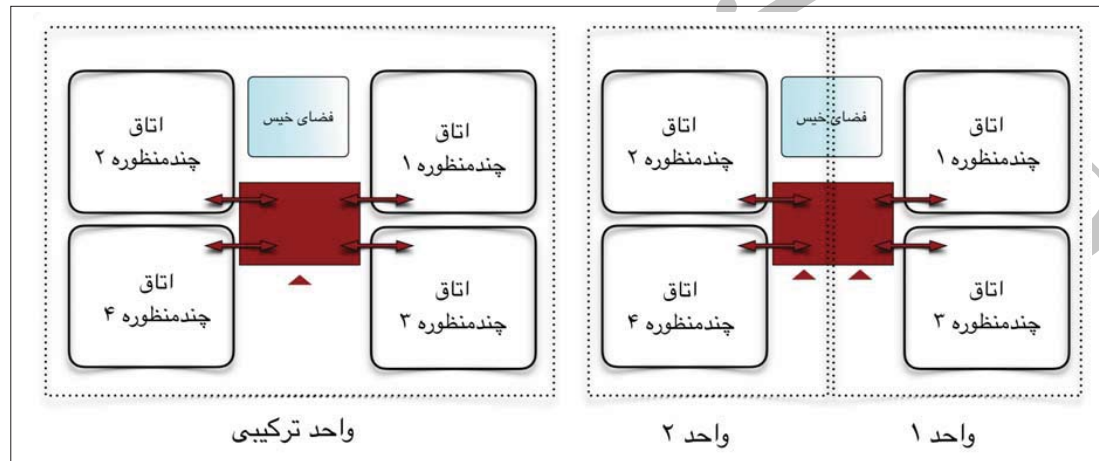 اتاق
چندمنظوره ۱
فضای خیس
اتاق
چندمنظوره ۲
اتاق
چندمنظوره ۳
اتاق
چندمنظوره ۴
واحد ۱
واحد ۲
اتاق
چندمنظوره ۱
فضای خیس
اتاق
چندمنظوره ۲
اتاق
چندمنظوره ۳
اتاق
چندمنظوره ۴
واحد ترکیبی